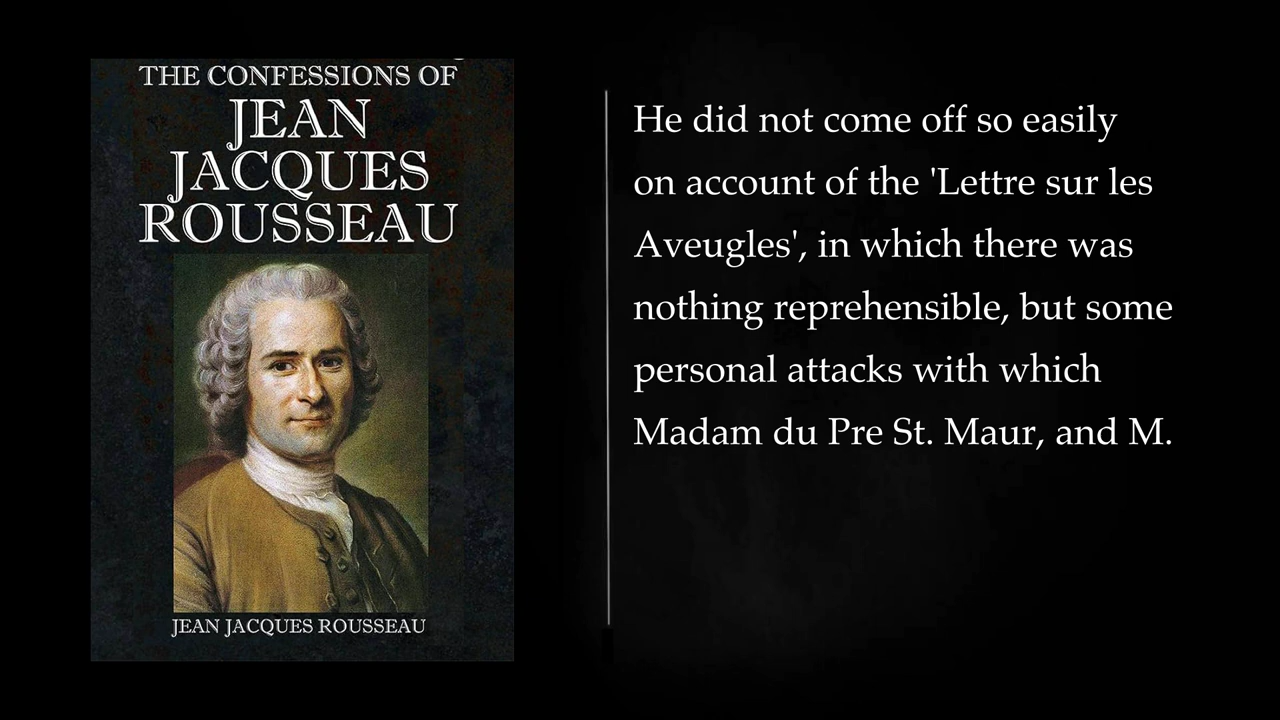 THE CONFESSIONS OF
JEAN
JACQUES
ROUSSEAU
JEAN JACQUES ROUSSEAU
He did not come off so easily
on account of the 'Lettre sur les
Aveugles', in which there was
nothing reprehensible, but some
personal attacks with which
Madam du Pre St. Maur, and M.